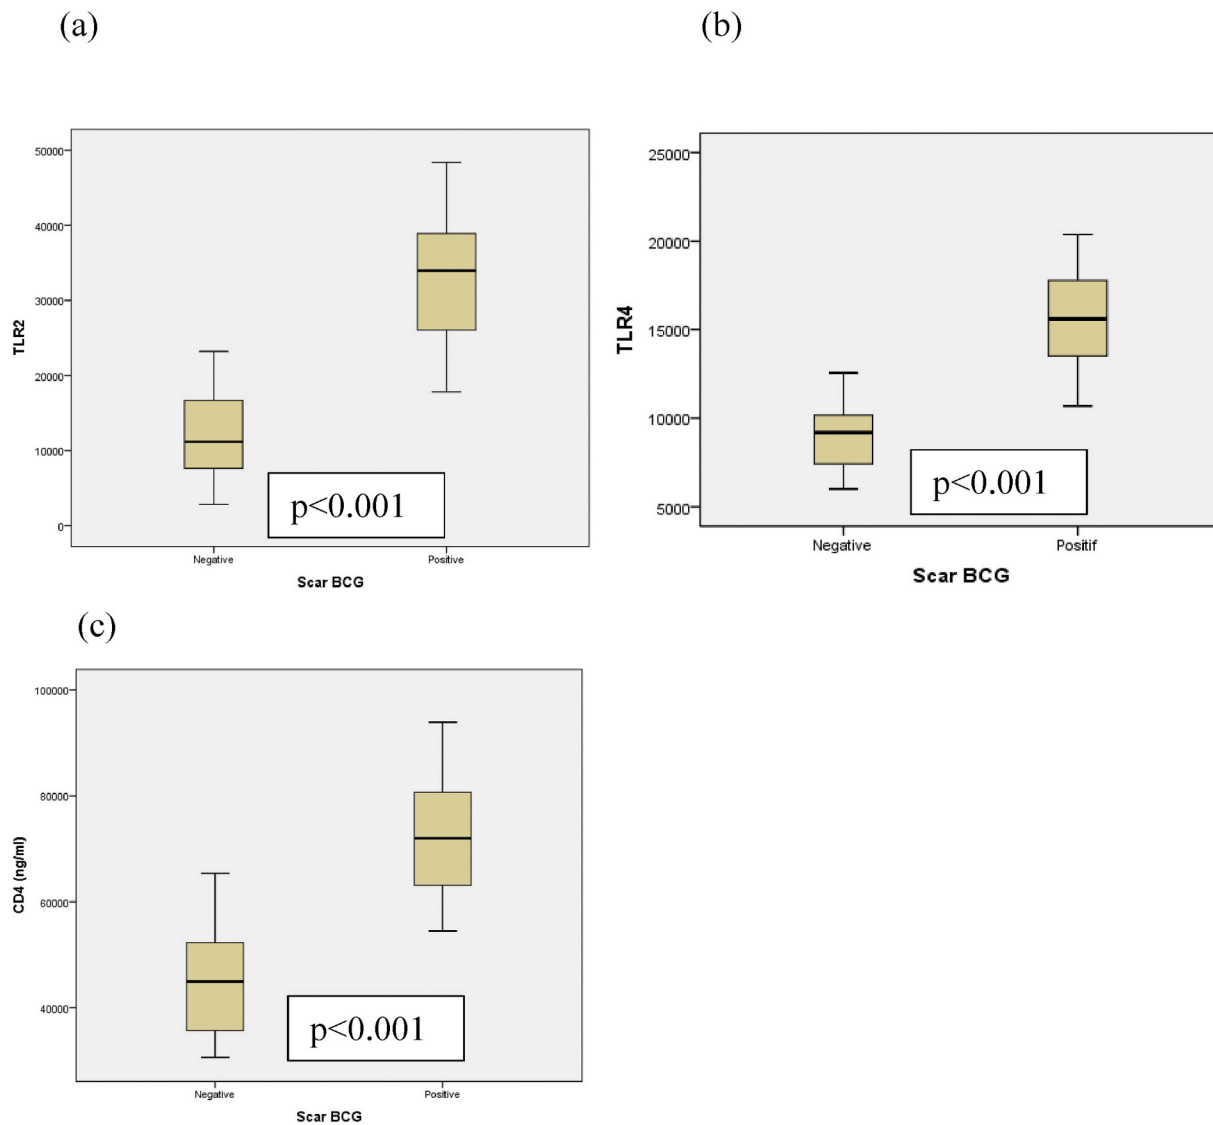 (a)
50000
40000
30000
20000
10000
0
TLR2
p<0.001
Negative Positive
Scar BCG
(b)
25000
20000
15000
10000
5000
TLR4
p<0.001
Negative Positif
Scar BCG
(c)
100000
80000
60000
40000
CD4 (ng/ml)
p<0.001
Negative Positive
Scar BCG